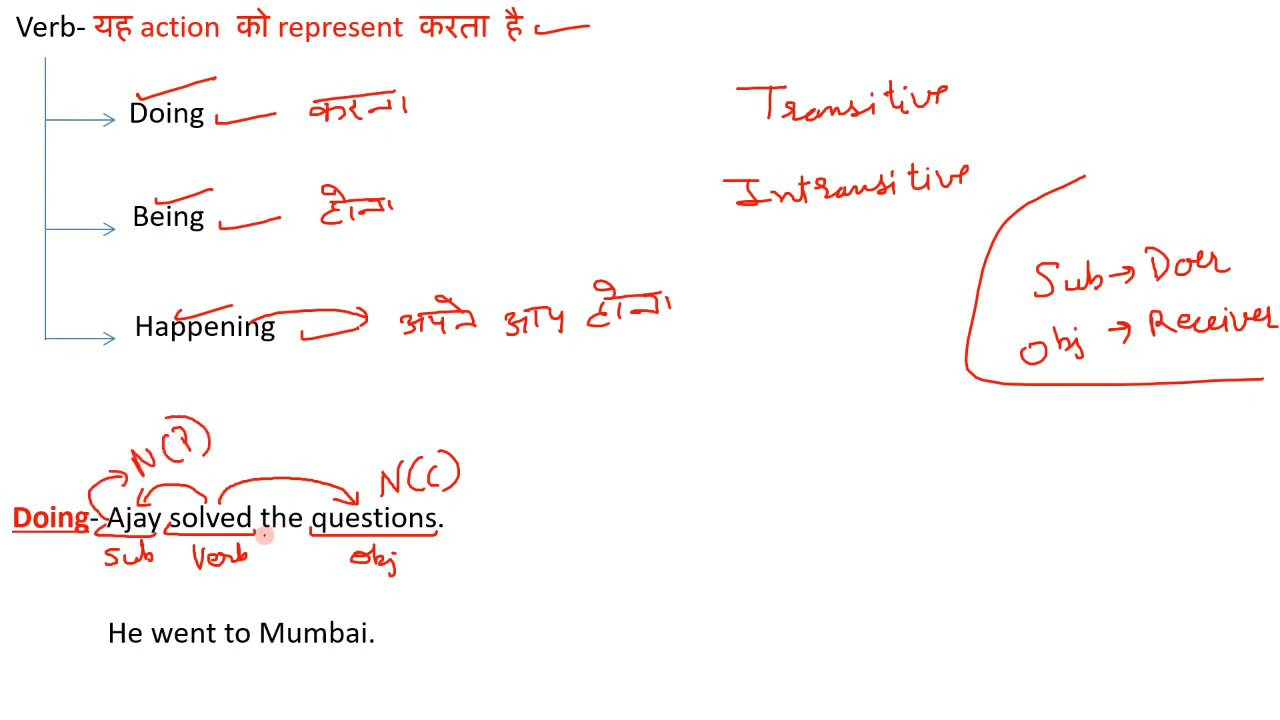 Verb- यह action को represent करता है
Doing करना
Transitive
Being होना
Intransitive
Sub → Doer
Happening अपने आप होना
Obj → Receiver
N(P)
N(C)
Doing- Ajay solved the questions.
Sub Verb Obj
He went to Mumbai.